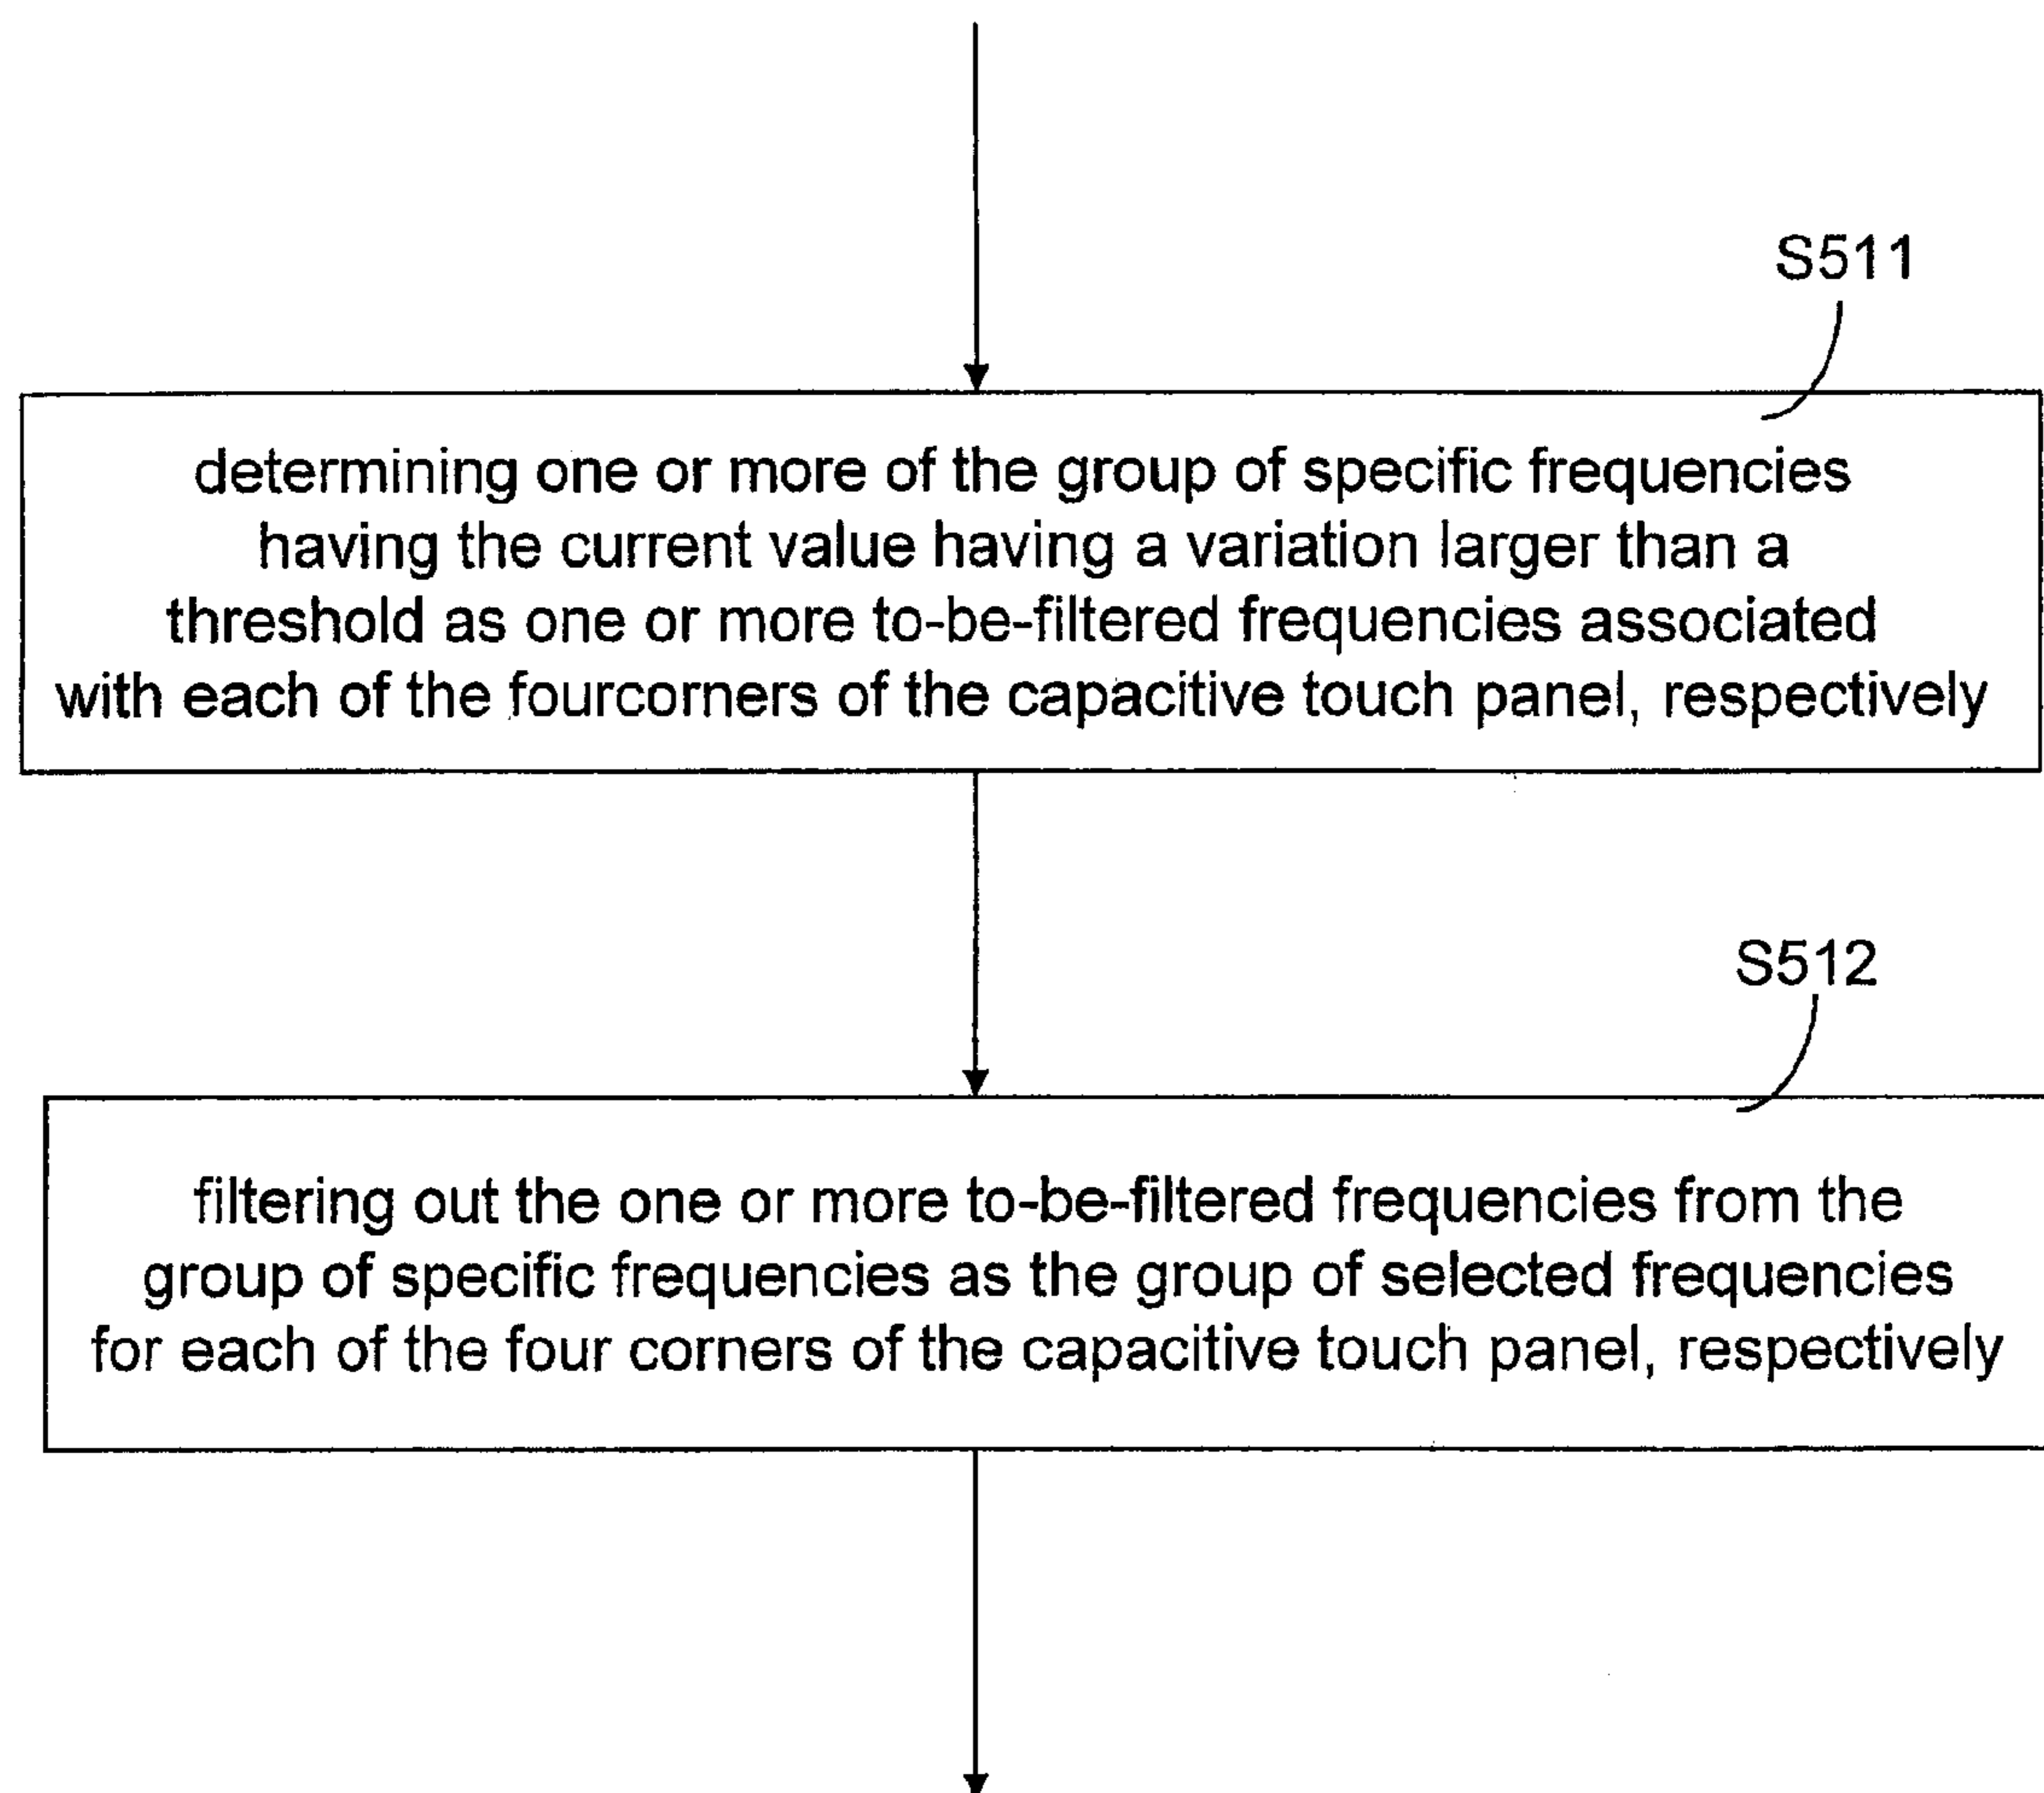 S511
determining one or more of the group of specific frequencies
having the current value having a variation larger than a
threshold as one or more to-be-filtered frequencies associated
with each of the fourcorners of the capacitive touch panel, respectively
S512
filtering out the one or more to-be-filtered frequencies from the
group of specific frequencies as the group of selected frequencies
for each of the four corners of the capacitive touch panel, respectively